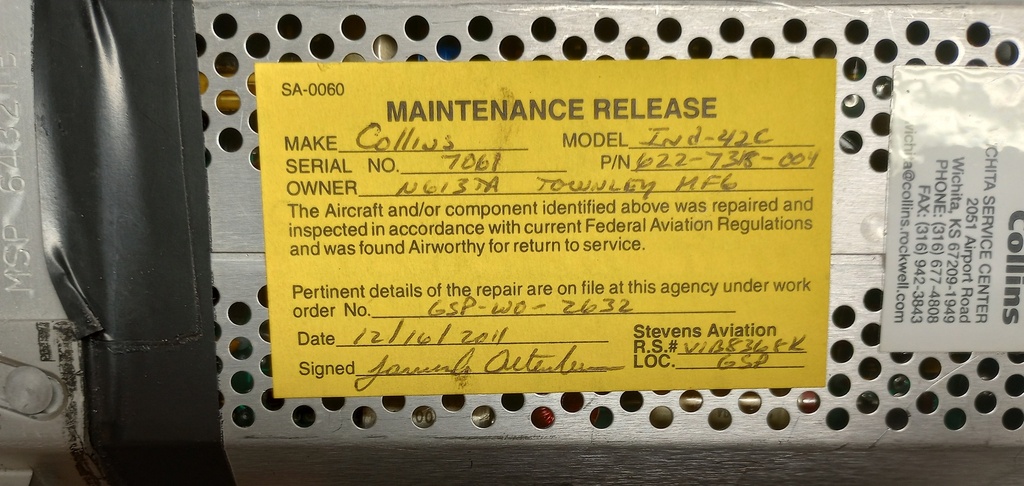 SA-0060
MAINTENANCE RELEASE
MAKE Collins MODEL Ind-42C
SERIAL NO. 7061 P/N 622-7318-004
OWNER N613TA TOWNLEY MFG
The Aircraft and/or component identified above was repaired and
inspected in accordance with current Federal Aviation Regulations
and was found Airworthy for return to service.
Pertinent details of the repair are on file at this agency under work
order No. GSP-WO-2632
Date 12/16/2011
Stevens Aviation
R.S.# V1B8368K
Signed
LOC. GSP
Collins
CHITA SERVICE CENTER
2051 Airport Road
Wichita, KS 67209-1949
PHONE: (316) 677-4808
FAX: (316) 942-3843
wichita@collins.rockwell.com